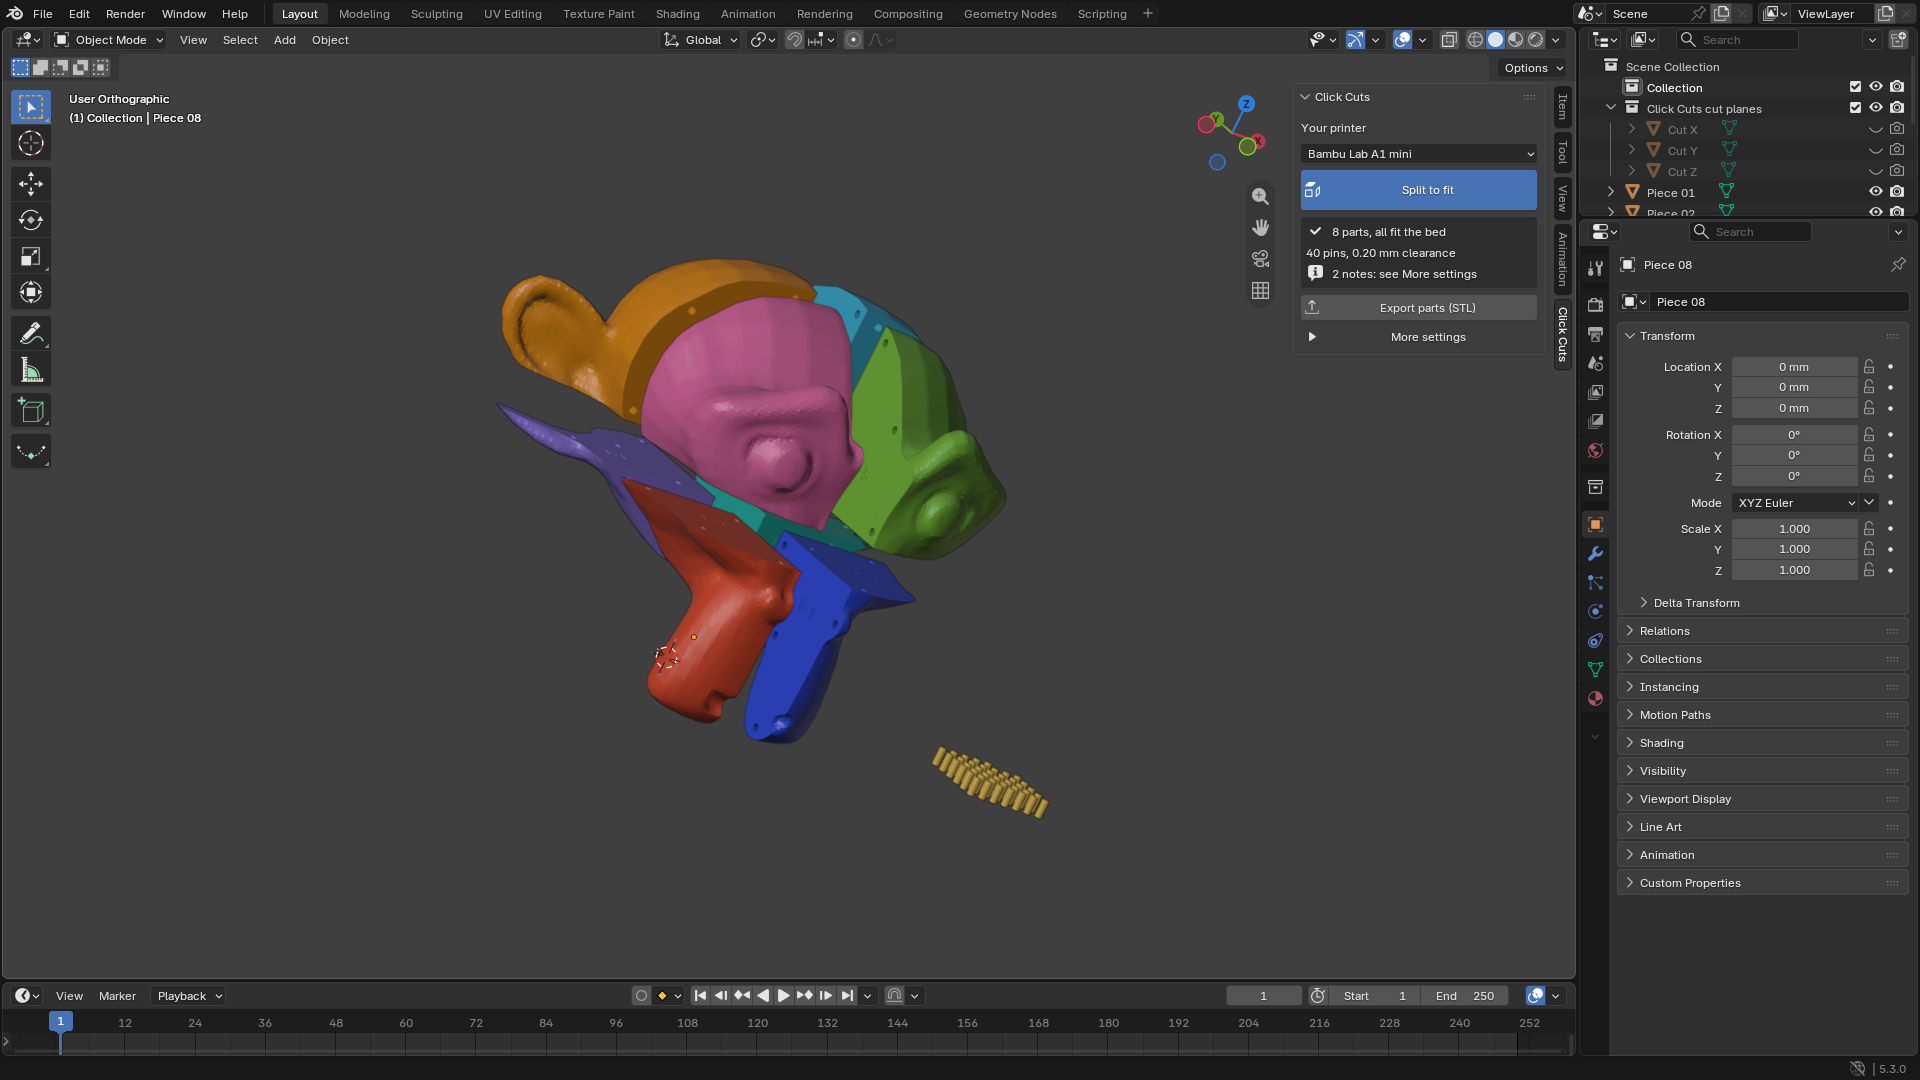 File Edit Render Window Help Layout Modeling Sculpting UV Editing Texture Paint Shading Animation Rendering Compositing Geometry Nodes Scripting + Scene ViewLayer
Object Mode View Select Add Object Global Search
Options
User Orthographic
(1) Collection | Piece 08
Z
Y
X
Click Cuts
Your printer
Bambu Lab A1 mini
Split to fit
8 parts, all fit the bed
40 pins, 0.20 mm clearance
2 notes: see More settings
Export parts (STL)
More settings
Item
Tool
View
Animation
Click Cuts
Scene Collection
Collection
Click Cuts cut planes
Cut X
Cut Y
Cut Z
Piece 01
Piece 02
Search
Piece 08
Piece 08
Transform
Location X 0 mm
Y 0 mm
Z 0 mm
Rotation X 0°
Y 0°
Z 0°
Mode XYZ Euler
Scale X 1.000
Y 1.000
Z 1.000
Delta Transform
Relations
Collections
Instancing
Motion Paths
Shading
Visibility
Viewport Display
Line Art
Animation
Custom Properties
View Marker Playback 1 Start 1 End 250
1 12 24 36 48 60 72 84 96 108 120 132 144 156 168 180 192 204 216 228 240 252
5.3.0